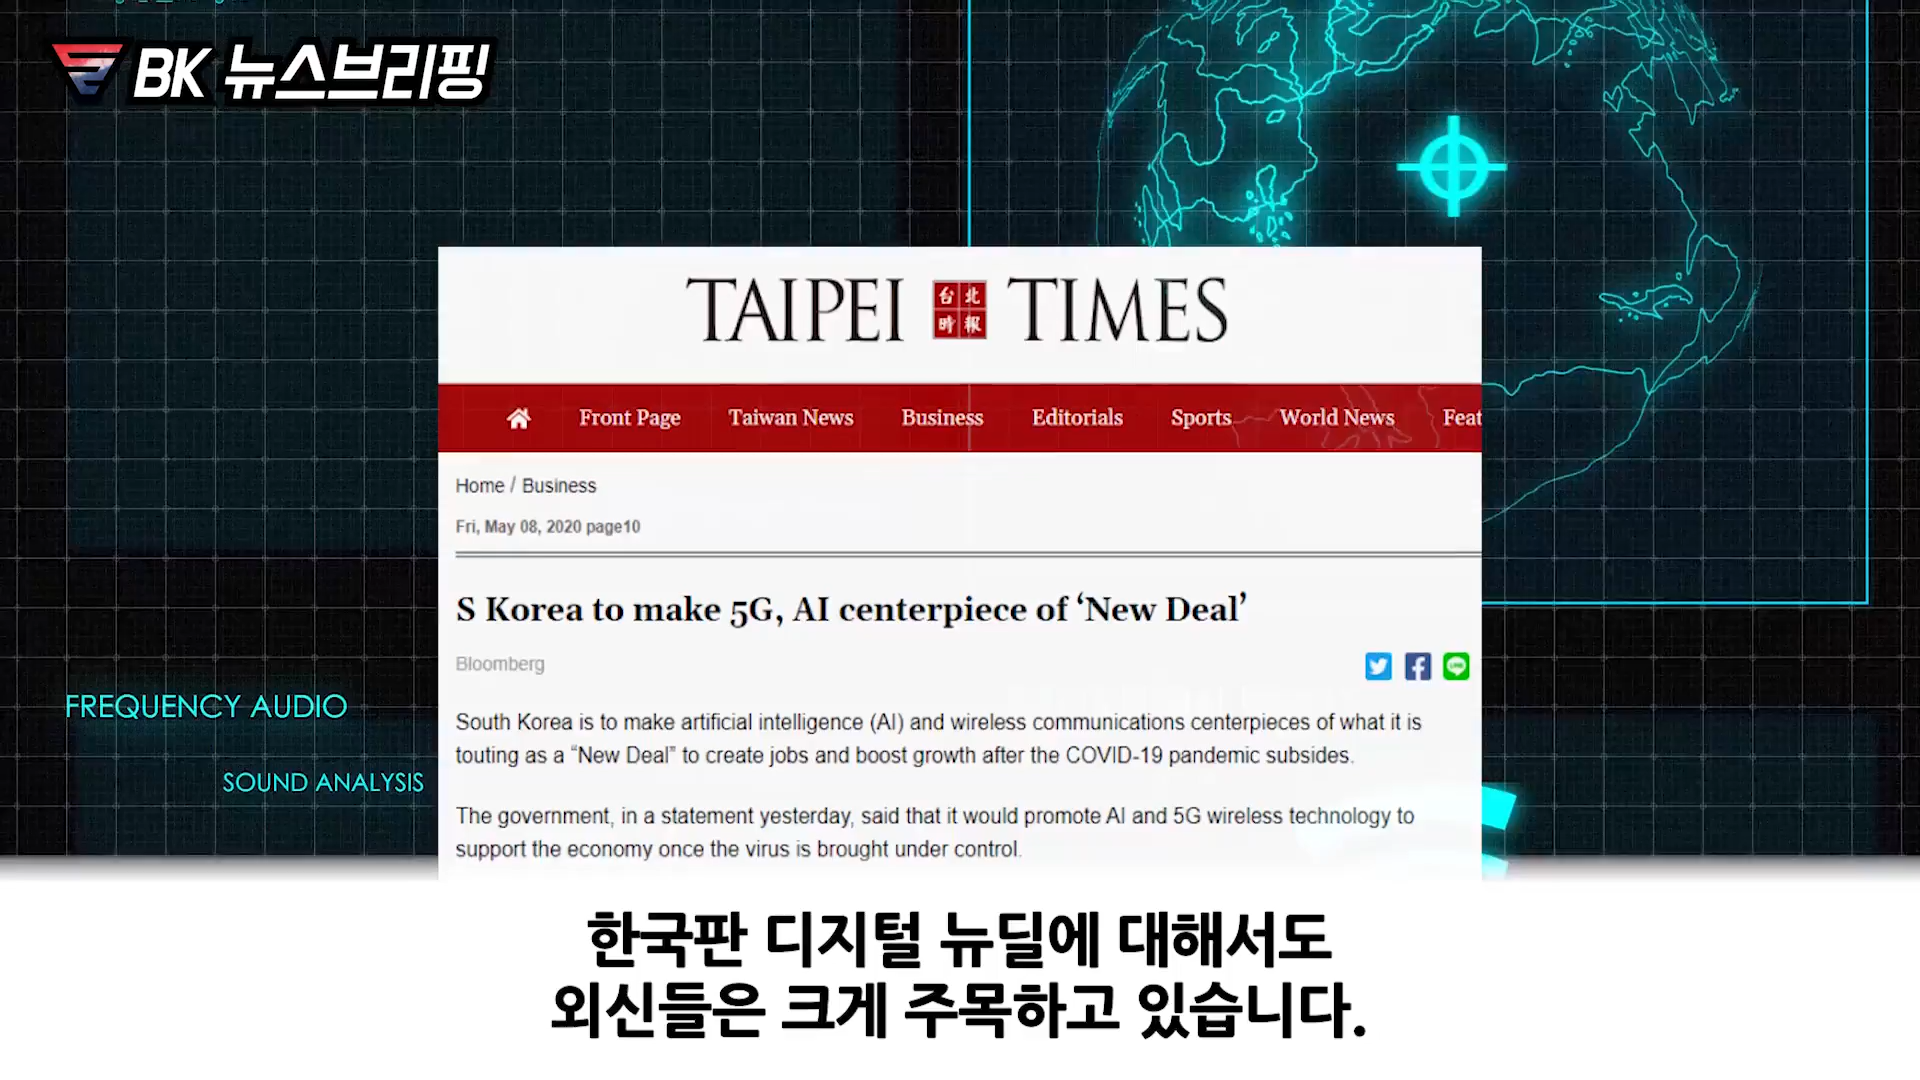 BK 뉴스브리핑
TAIPEI 台北時報 TIMES
Front Page Taiwan News Business Editorials Sports World News Feat
Home / Business
Fri, May 08, 2020 page10
S Korea to make 5G, AI centerpiece of ‘New Deal’
Bloomberg
South Korea is to make artificial intelligence (AI) and wireless communications centerpieces of what it is
touting as a “New Deal” to create jobs and boost growth after the COVID-19 pandemic subsides.
The government, in a statement yesterday, said that it would promote AI and 5G wireless technology to
support the economy once the virus is brought under control.
FREQUENCY AUDIO
SOUND ANALYSIS
한국판 디지털 뉴딜에 대해서도
외신들은 크게 주목하고 있습니다.